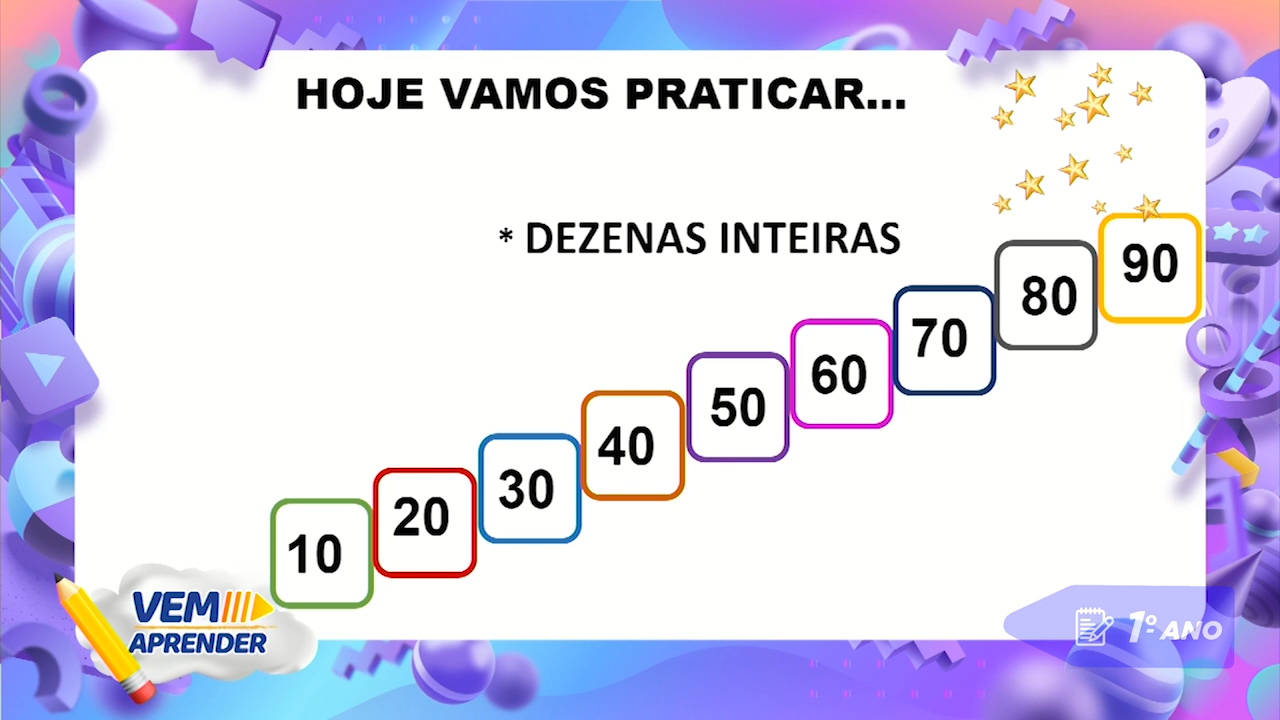 HOJE VAMOS PRATICAR...
* DEZENAS INTEIRAS
10 20 30 40 50 60 70 80 90
VEM
APRENDER
1º ANO